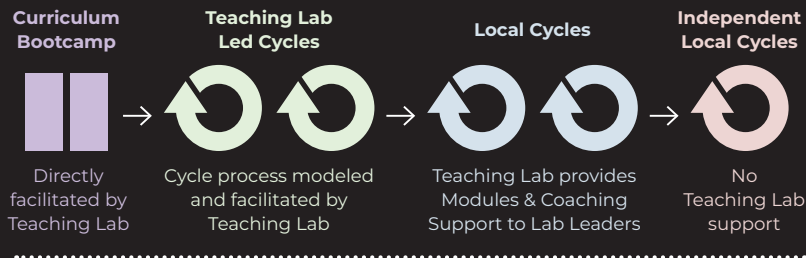 Curriculum
Bootcamp
Directly
facilitated by
Teaching Lab
Teaching Lab
Led Cycles
Cycle process modeled
and facilitated by
Teaching Lab
Local Cycles
Teaching Lab provides
Modules & Coaching
Support to Lab Leaders
Independent
Local Cycles
No
Teaching Lab
support